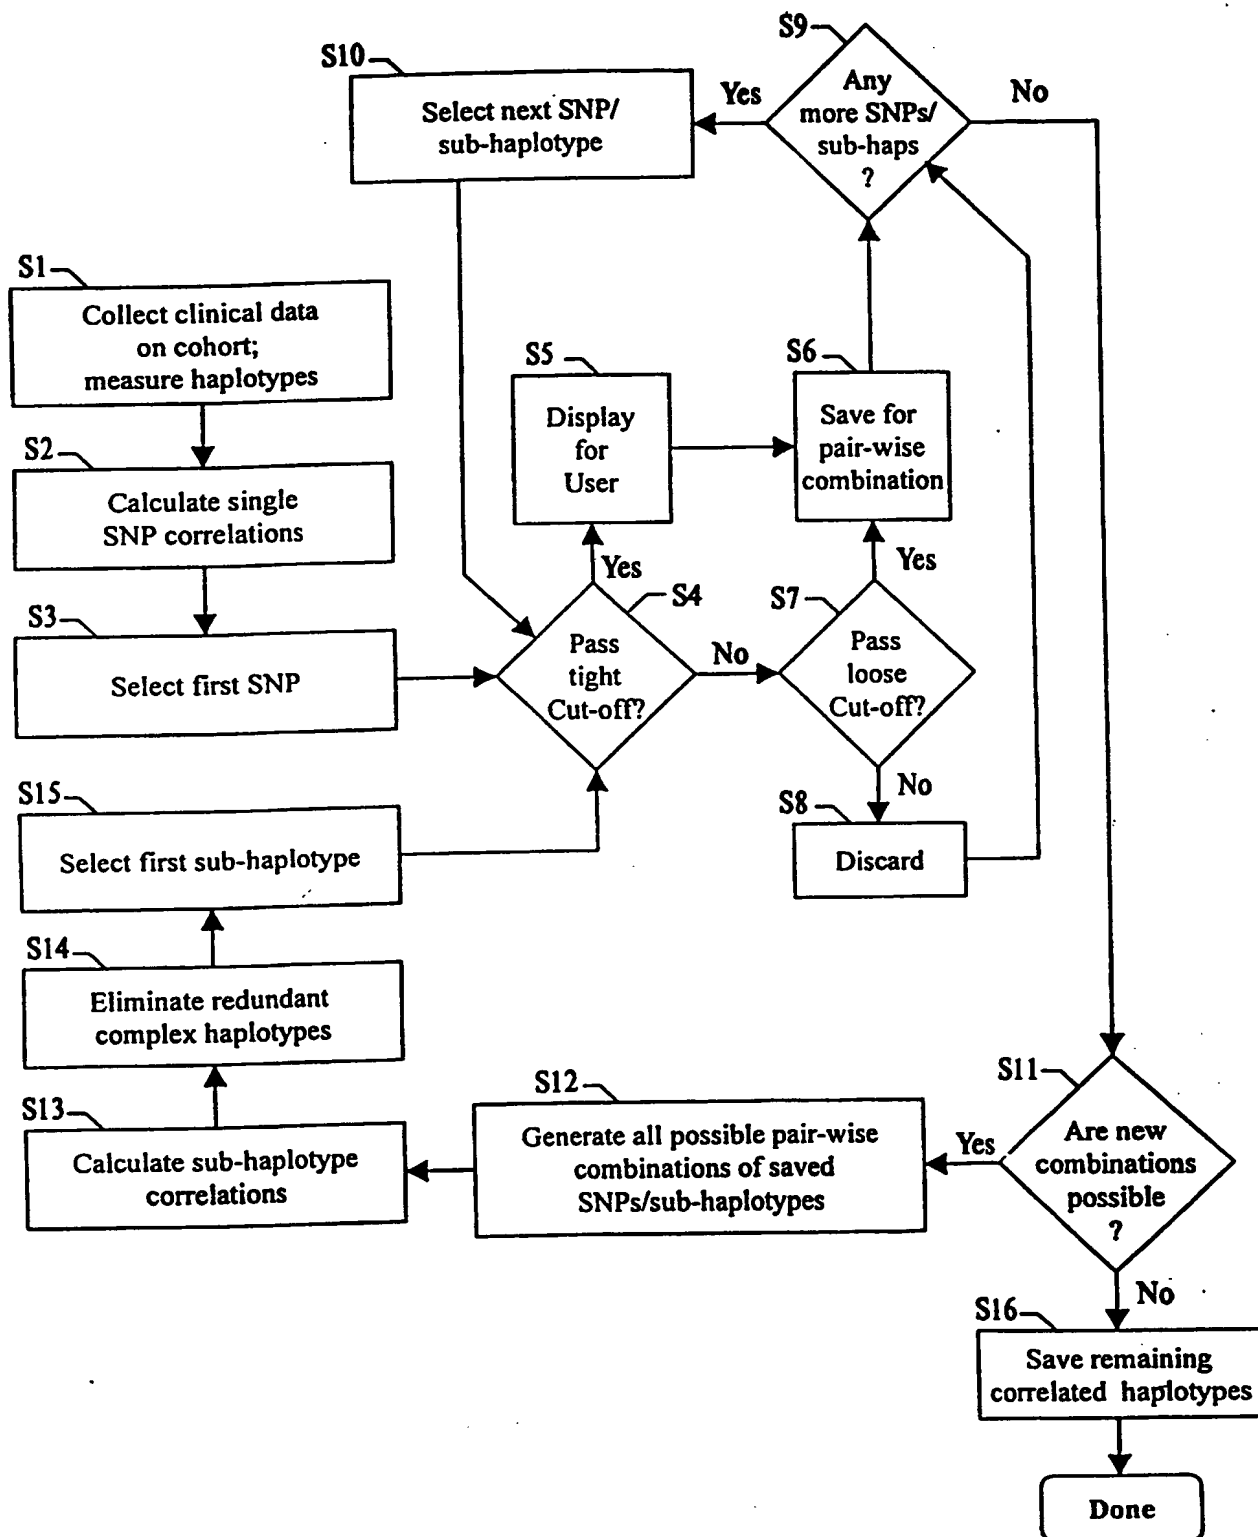 S9
Any
more SNPs/
sub-haps
?
Yes
No
S10
Select next SNP/
sub-haplotype
S1
Collect clinical data
on cohort;
measure haplotypes
S2
Calculate single
SNP correlations
S3
Select first SNP
S5
Display
for
User
S6
Save for
pair-wise
combination
Yes
Yes
S4
Pass
tight
Cut-off?
No
S7
Pass
loose
Cut-off?
No
S8
Discard
S15
Select first sub-haplotype
S14
Eliminate redundant
complex haplotypes
S13
Calculate sub-haplotype
correlations
S12
Generate all possible pair-wise
combinations of saved
SNPs/sub-haplotypes
Yes
S11
Are new
combinations
possible
?
No
S16
Save remaining
correlated haplotypes
Done